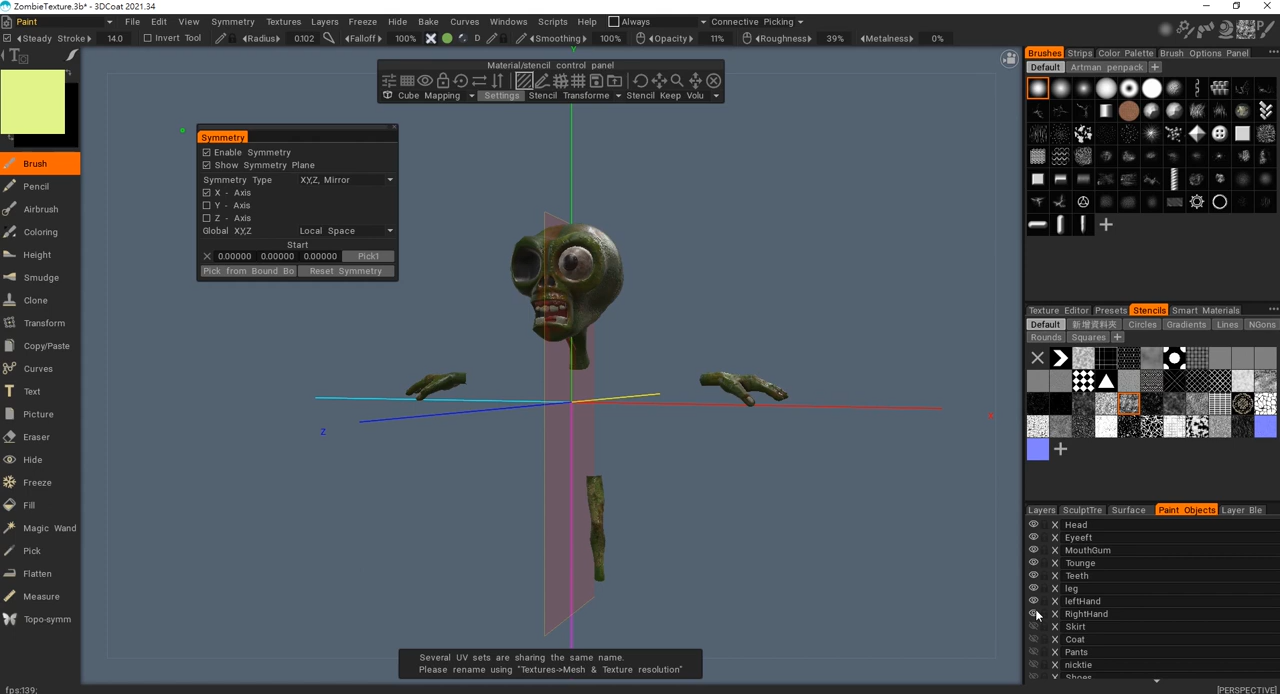 ZombieTexture.3b* - 3DCoat 2021.34
Paint File Edit View Symmetry Textures Layers Freeze Hide Bake Curves Windows Scripts Help Always Connective Picking
Steady Stroke 14.0 Invert Tool Radius 0.102 Falloff 100% D Smoothing 100% Opacity 11% Roughness 39% Metalness 0%
Material/stencil control panel
Cube Mapping Settings Stencil Transforme Stencil Keep Volu
Brush
Pencil
Airbrush
Coloring
Height
Smudge
Clone
Transform
Copy/Paste
Curves
Text
Picture
Eraser
Hide
Freeze
Fill
Magic Wand
Pick
Flatten
Measure
Topo-symm
Symmetry
Enable Symmetry
Show Symmetry Plane
Symmetry Type X,Y,Z, Mirror
X - Axis
Y - Axis
Z - Axis
Global X,Y,Z Local Space
Start
0.00000 0.00000 0.00000 Pick1
Pick from Bound Bo Reset Symmetry
Y
Z
Several UV sets are sharing the same name.
Please rename using "Textures->Mesh & Texture resolution"
Brushes Strips Color Palette Brush Options Panel
Default Artman penpack
Texture Editor Presets Stencils Smart Materials
Default 新增資料夾 Circles Gradients Lines NGons
Rounds Squares
Layers SculptTre Surface Paint Objects Layer Ble
Head
Eyeeft
MouthGum
Tounge
Teeth
leg
leftHand
RightHand
Skirt
Coat
Pants
nicktie
Shoes
fps:139;
[PERSPECTIVE]